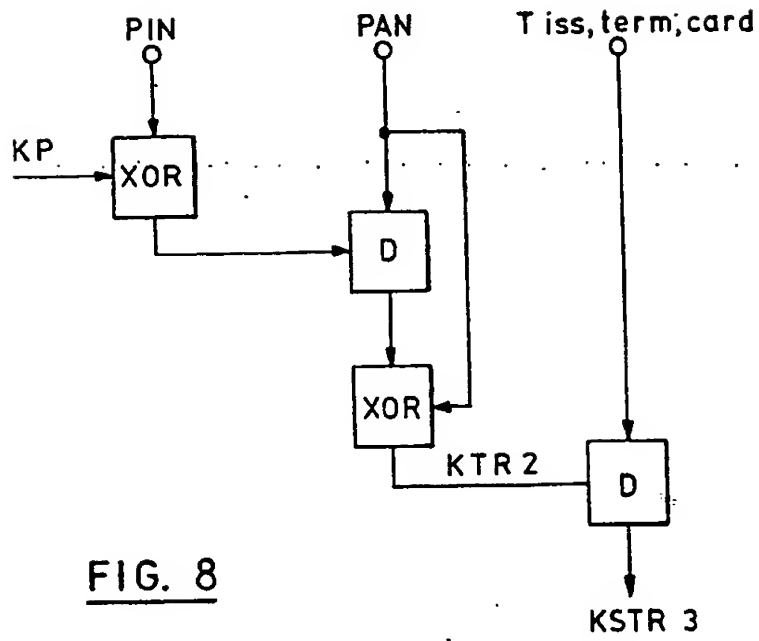 PIN
PAN
T iss, term, card
KP
XOR
D
XOR
KTR 2
D
FIG. 8
KSTR 3